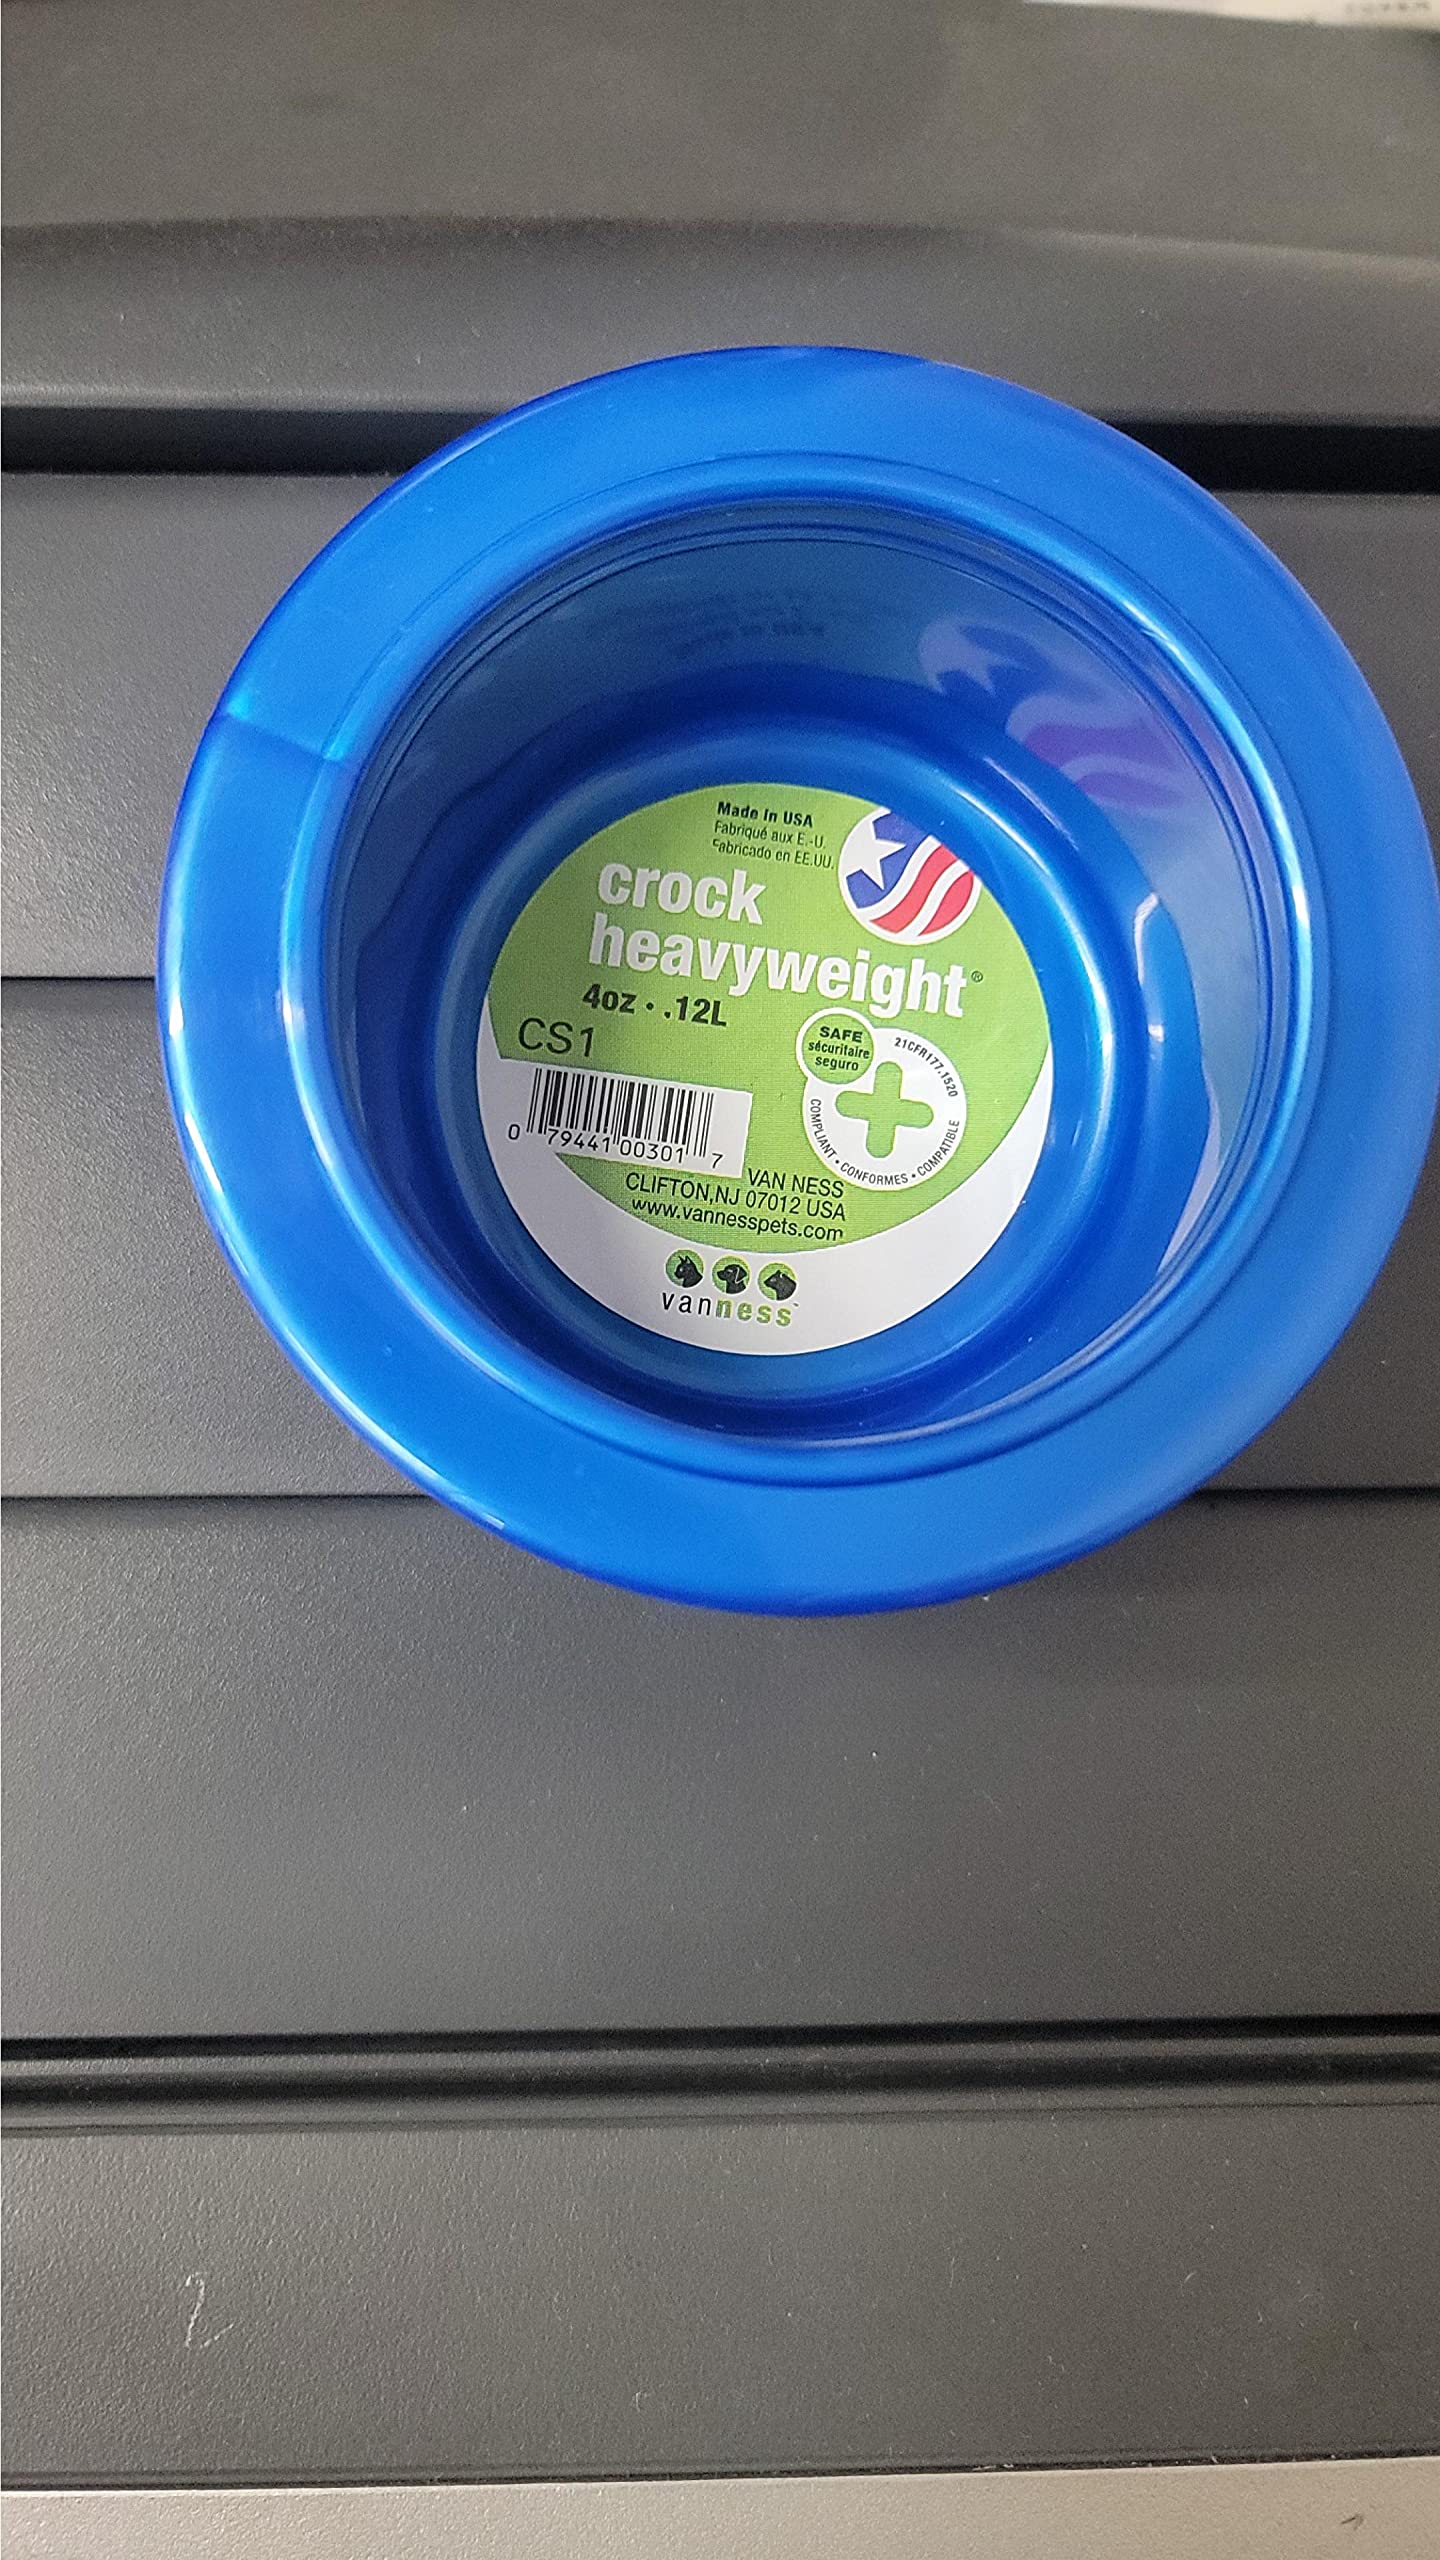 Made In USA
Fabriqué aux E.-U.
Fabricado en EE.UU.
crock
heavyweight®
4oz • .12L
CS1
SAFE
sécuritaire
seguro
21CFR177.1520
COMPLIANT • CONFORMES • COMPATIBLE
0 79441 00301 7
VAN NESS
CLIFTON,NJ 07012 USA
www.vannesspets.com
vanness™